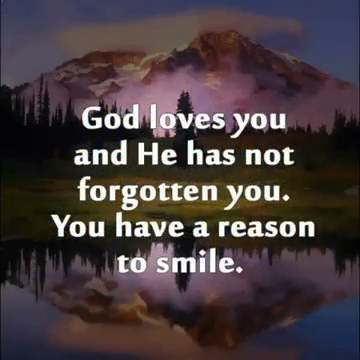 God loves you
and He has not
forgotten you.
You have a reason
to smile.